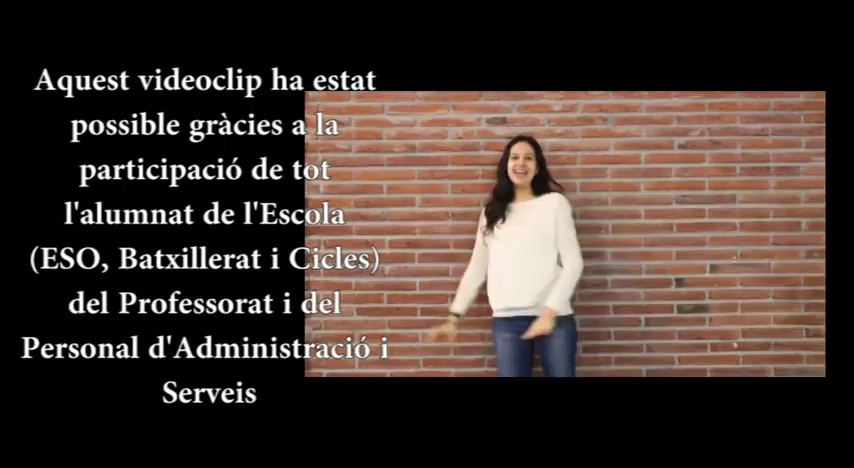 Aquest videoclip ha estat
possible gràcies a la
participació de tot
l'alumnat de l'Escola
(ESO, Batxillerat i Cicles)
del Professorat i del
Personal d'Administració i
Serveis